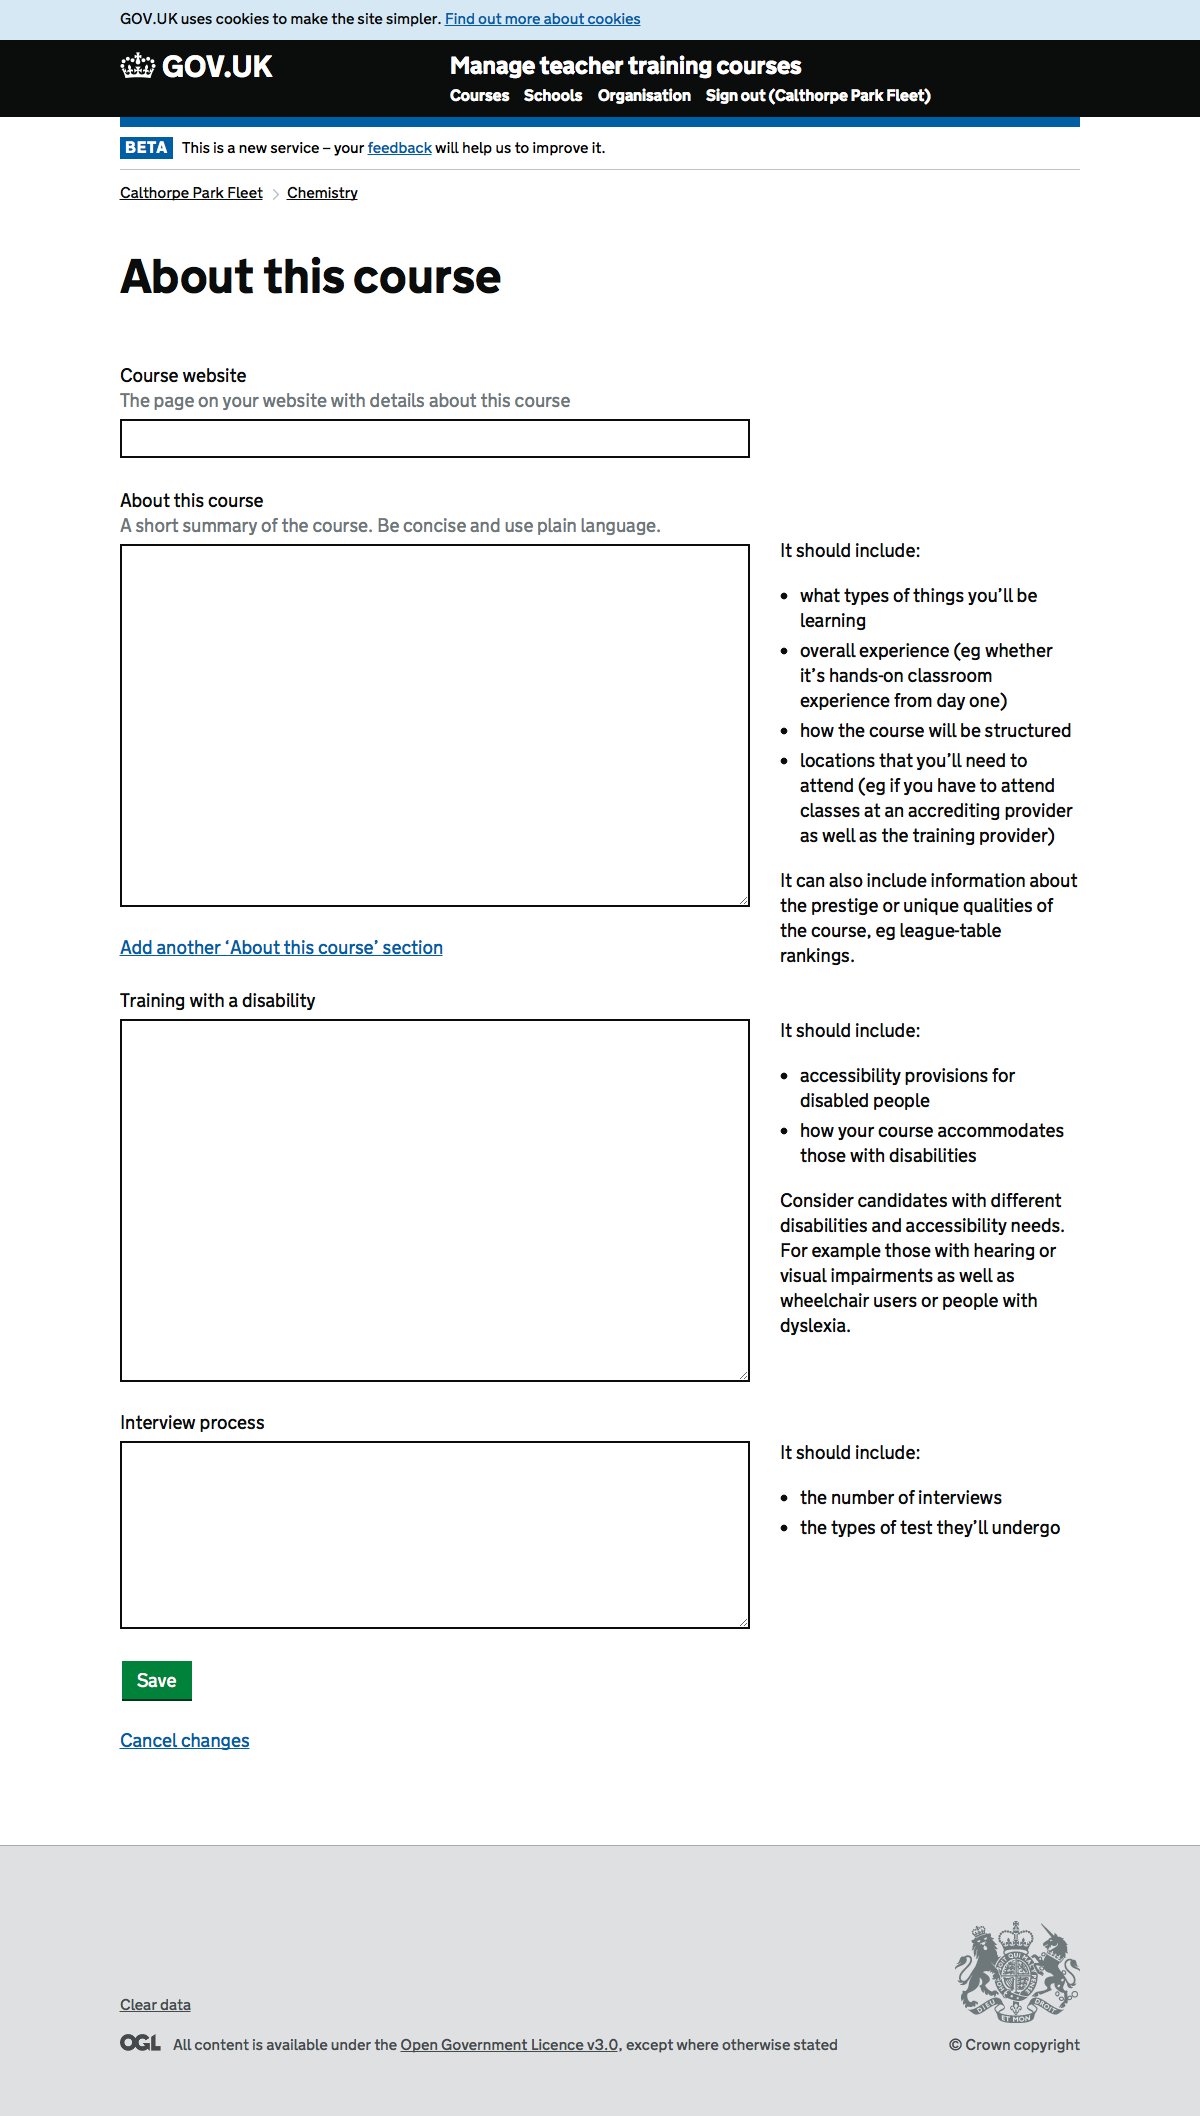 GOV.UK uses cookies to make the site simpler. Find out more about cookies
GOV.UK
Manage teacher training courses
Courses Schools Organisation Sign out (Calthorpe Park Fleet)
BETA This is a new service – your feedback will help us to improve it.
Calthorpe Park Fleet > Chemistry
About this course
Course website
The page on your website with details about this course
About this course
A short summary of the course. Be concise and use plain language.
It should include:
• what types of things you’ll be
learning
• overall experience (eg whether
it’s hands-on classroom
experience from day one)
• how the course will be structured
• locations that you’ll need to
attend (eg if you have to attend
classes at an accrediting provider
as well as the training provider)
It can also include information about
the prestige or unique qualities of
the course, eg league-table
rankings.
Add another ‘About this course’ section
Training with a disability
It should include:
• accessibility provisions for
disabled people
• how your course accommodates
those with disabilities
Consider candidates with different
disabilities and accessibility needs.
For example those with hearing or
visual impairments as well as
wheelchair users or people with
dyslexia.
Interview process
It should include:
• the number of interviews
• the types of test they’ll undergo
Save
Cancel changes
Clear data
DIEU ET MON DROIT
OGL All content is available under the Open Government Licence v3.0, except where otherwise stated
© Crown copyright